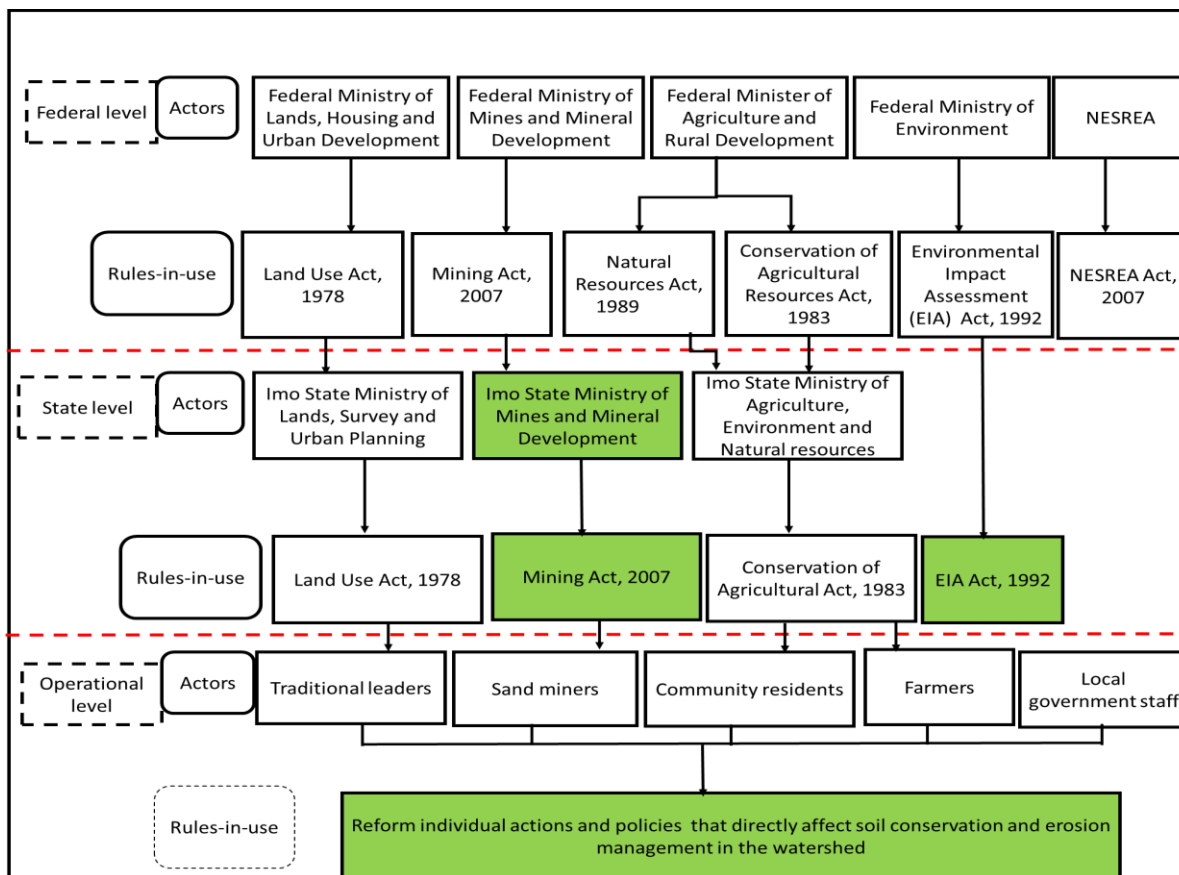 Federal level
Actors
Federal Ministry of
Lands, Housing and
Urban Development
Federal Ministry of
Mines and Mineral
Development
Federal Minister of
Agriculture and
Rural Development
Federal Ministry of
Environment
NESREA
Rules-in-use
Land Use Act,
1978
Mining Act,
2007
Natural
Resources Act,
1989
Conservation of
Agricultural
Resources Act,
1983
Environmental
Impact
Assessment
(EIA) Act, 1992
NESREA Act,
2007
State level
Actors
Imo State Ministry of
Lands, Survey and
Urban Planning
Imo State Ministry of
Mines and Mineral
Development
Imo State Ministry of
Agriculture,
Environment and
Natural resources
Rules-in-use
Land Use Act, 1978
Mining Act, 2007
Conservation of
Agricultural Act, 1983
EIA Act, 1992
Operational
level
Actors
Traditional leaders
Sand miners
Community residents
Farmers
Local
government staff
Rules-in-use
Reform individual actions and policies that directly affect soil conservation and erosion
management in the watershed